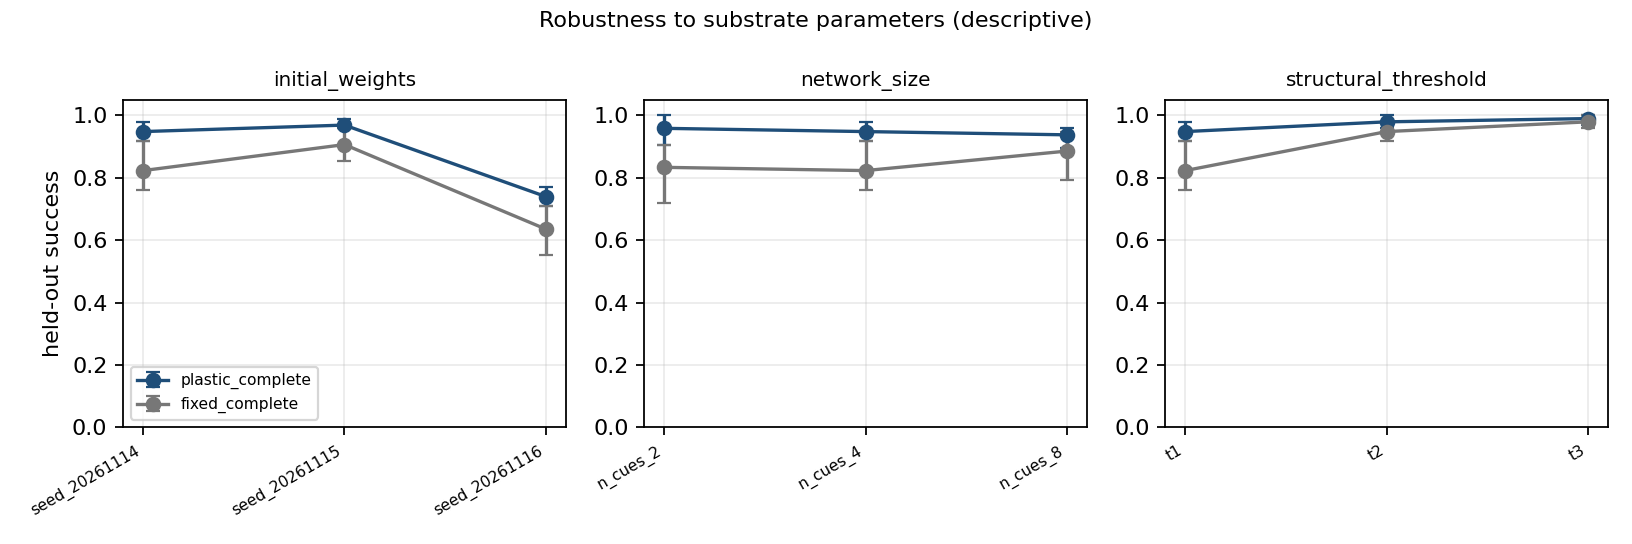 Robustness to substrate parameters (descriptive)
initial_weights
network_size
structural_threshold
held-out success
1.0
0.8
0.6
0.4
0.2
0.0
plastic_complete
fixed_complete
seed_20261114
seed_20261115
seed_20261116
1.0
0.8
0.6
0.4
0.2
0.0
n_cues_2
n_cues_4
n_cues_8
1.0
0.8
0.6
0.4
0.2
0.0
t1
t2
t3